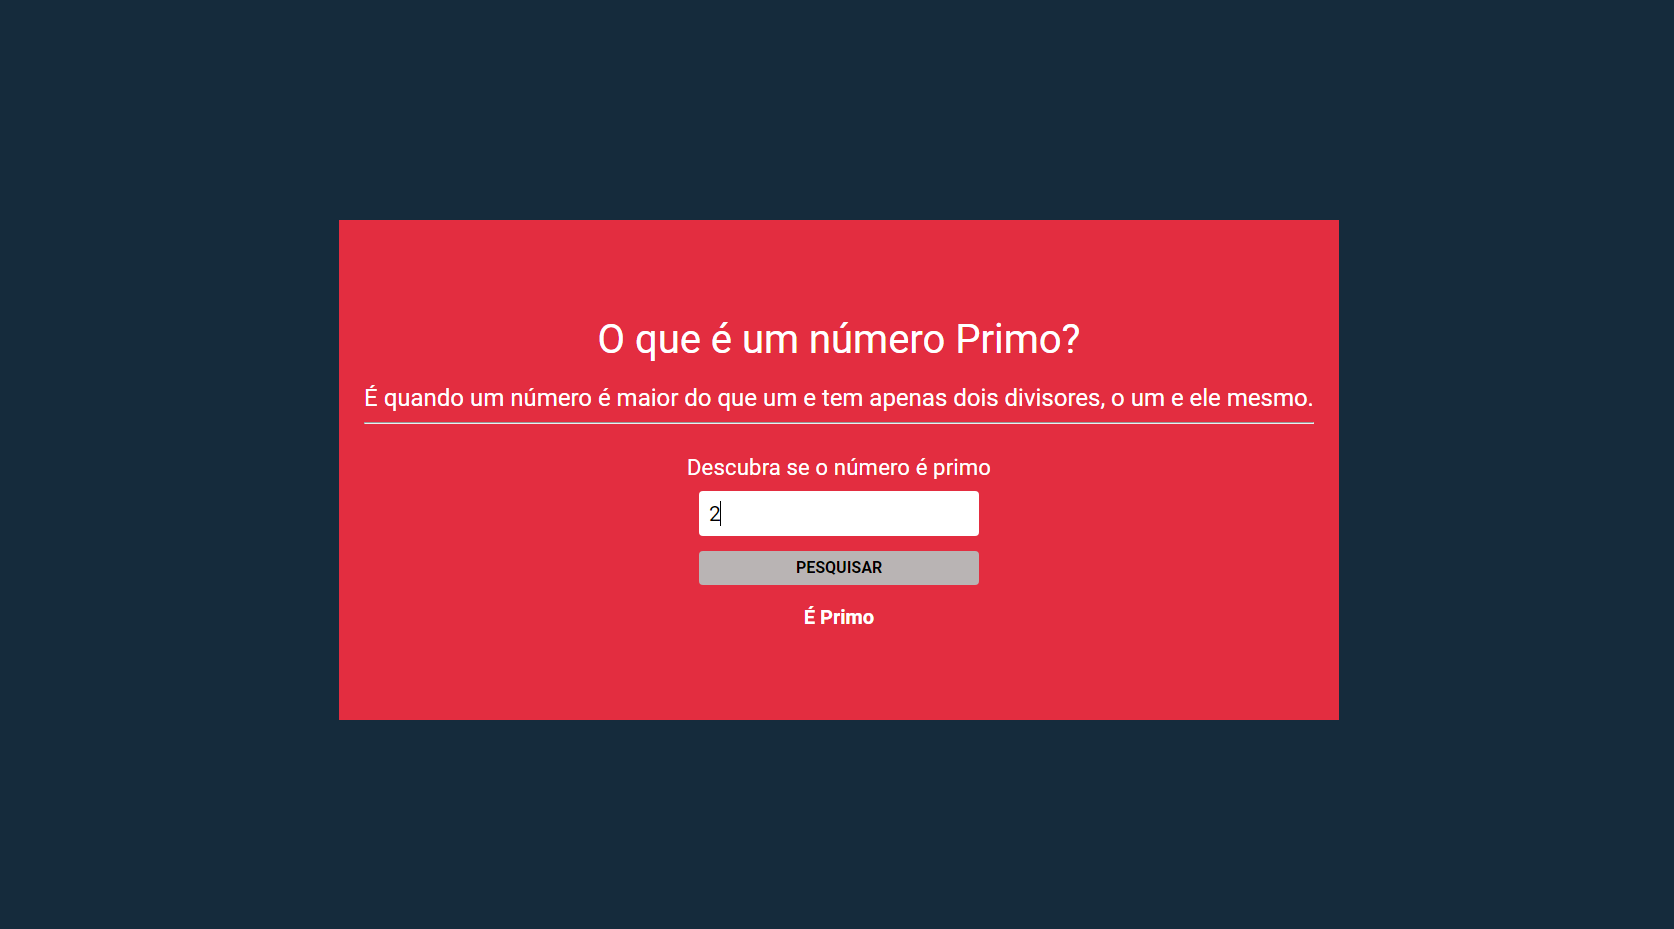 O que é um número Primo?
É quando um número é maior do que um e tem apenas dois divisores, o um e ele mesmo.
Descubra se o número é primo
2
PESQUISAR
É Primo